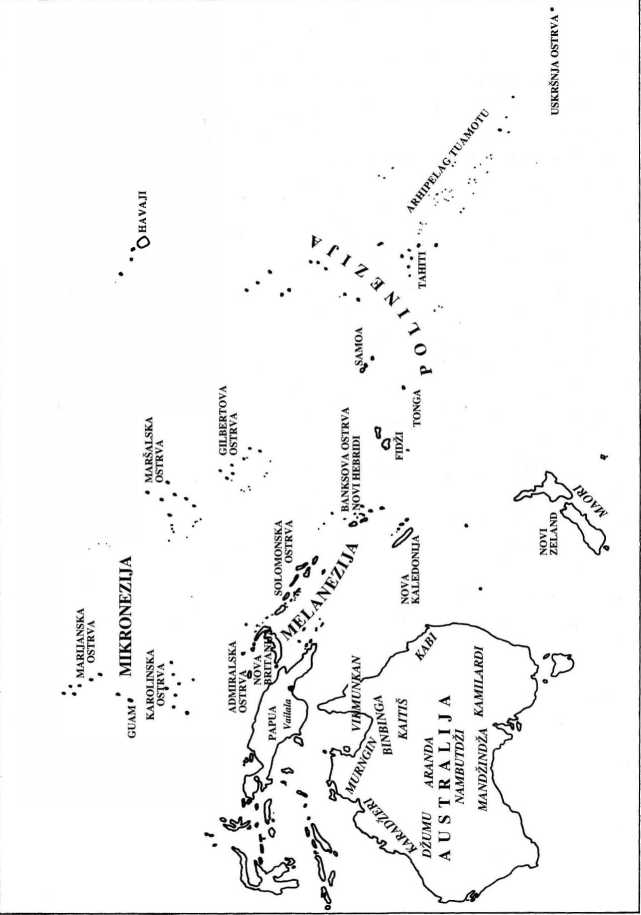 MARIJANSKA
OSTRVA
GUAM
MIKRONEZIJA
KAROLINSKA
OSTRVA
MARŠALSKA
OSTRVA
GILBERTOVA
OSTRVA
HAVAJI
ADMIRALSKA
OSTRVA
NOVA
BRITANIJA
PAPUA
Vailala
SOLOMONSKA
OSTRVA
MELANEZIJA
BANKSOVA OSTRVA
NOVI HEBRIDI
FIDŽI
SAMOA
TONGA
POLINEZIJA
TAHITI
ARHIPELAG TUAMOTU
USKRŠNJA OSTRVA
NOVA
KALEDONIJA
NOVI
ZELAND
MAORI
VIKMUNKAN
MURNGIN
BINBINGA
KAITIŠ
KARADŽERI
DŽUMU
ARANDA
AUSTRALIJA
NAMBUTDŽI
MANDŽINDŽA
KAMILARDI
KABI